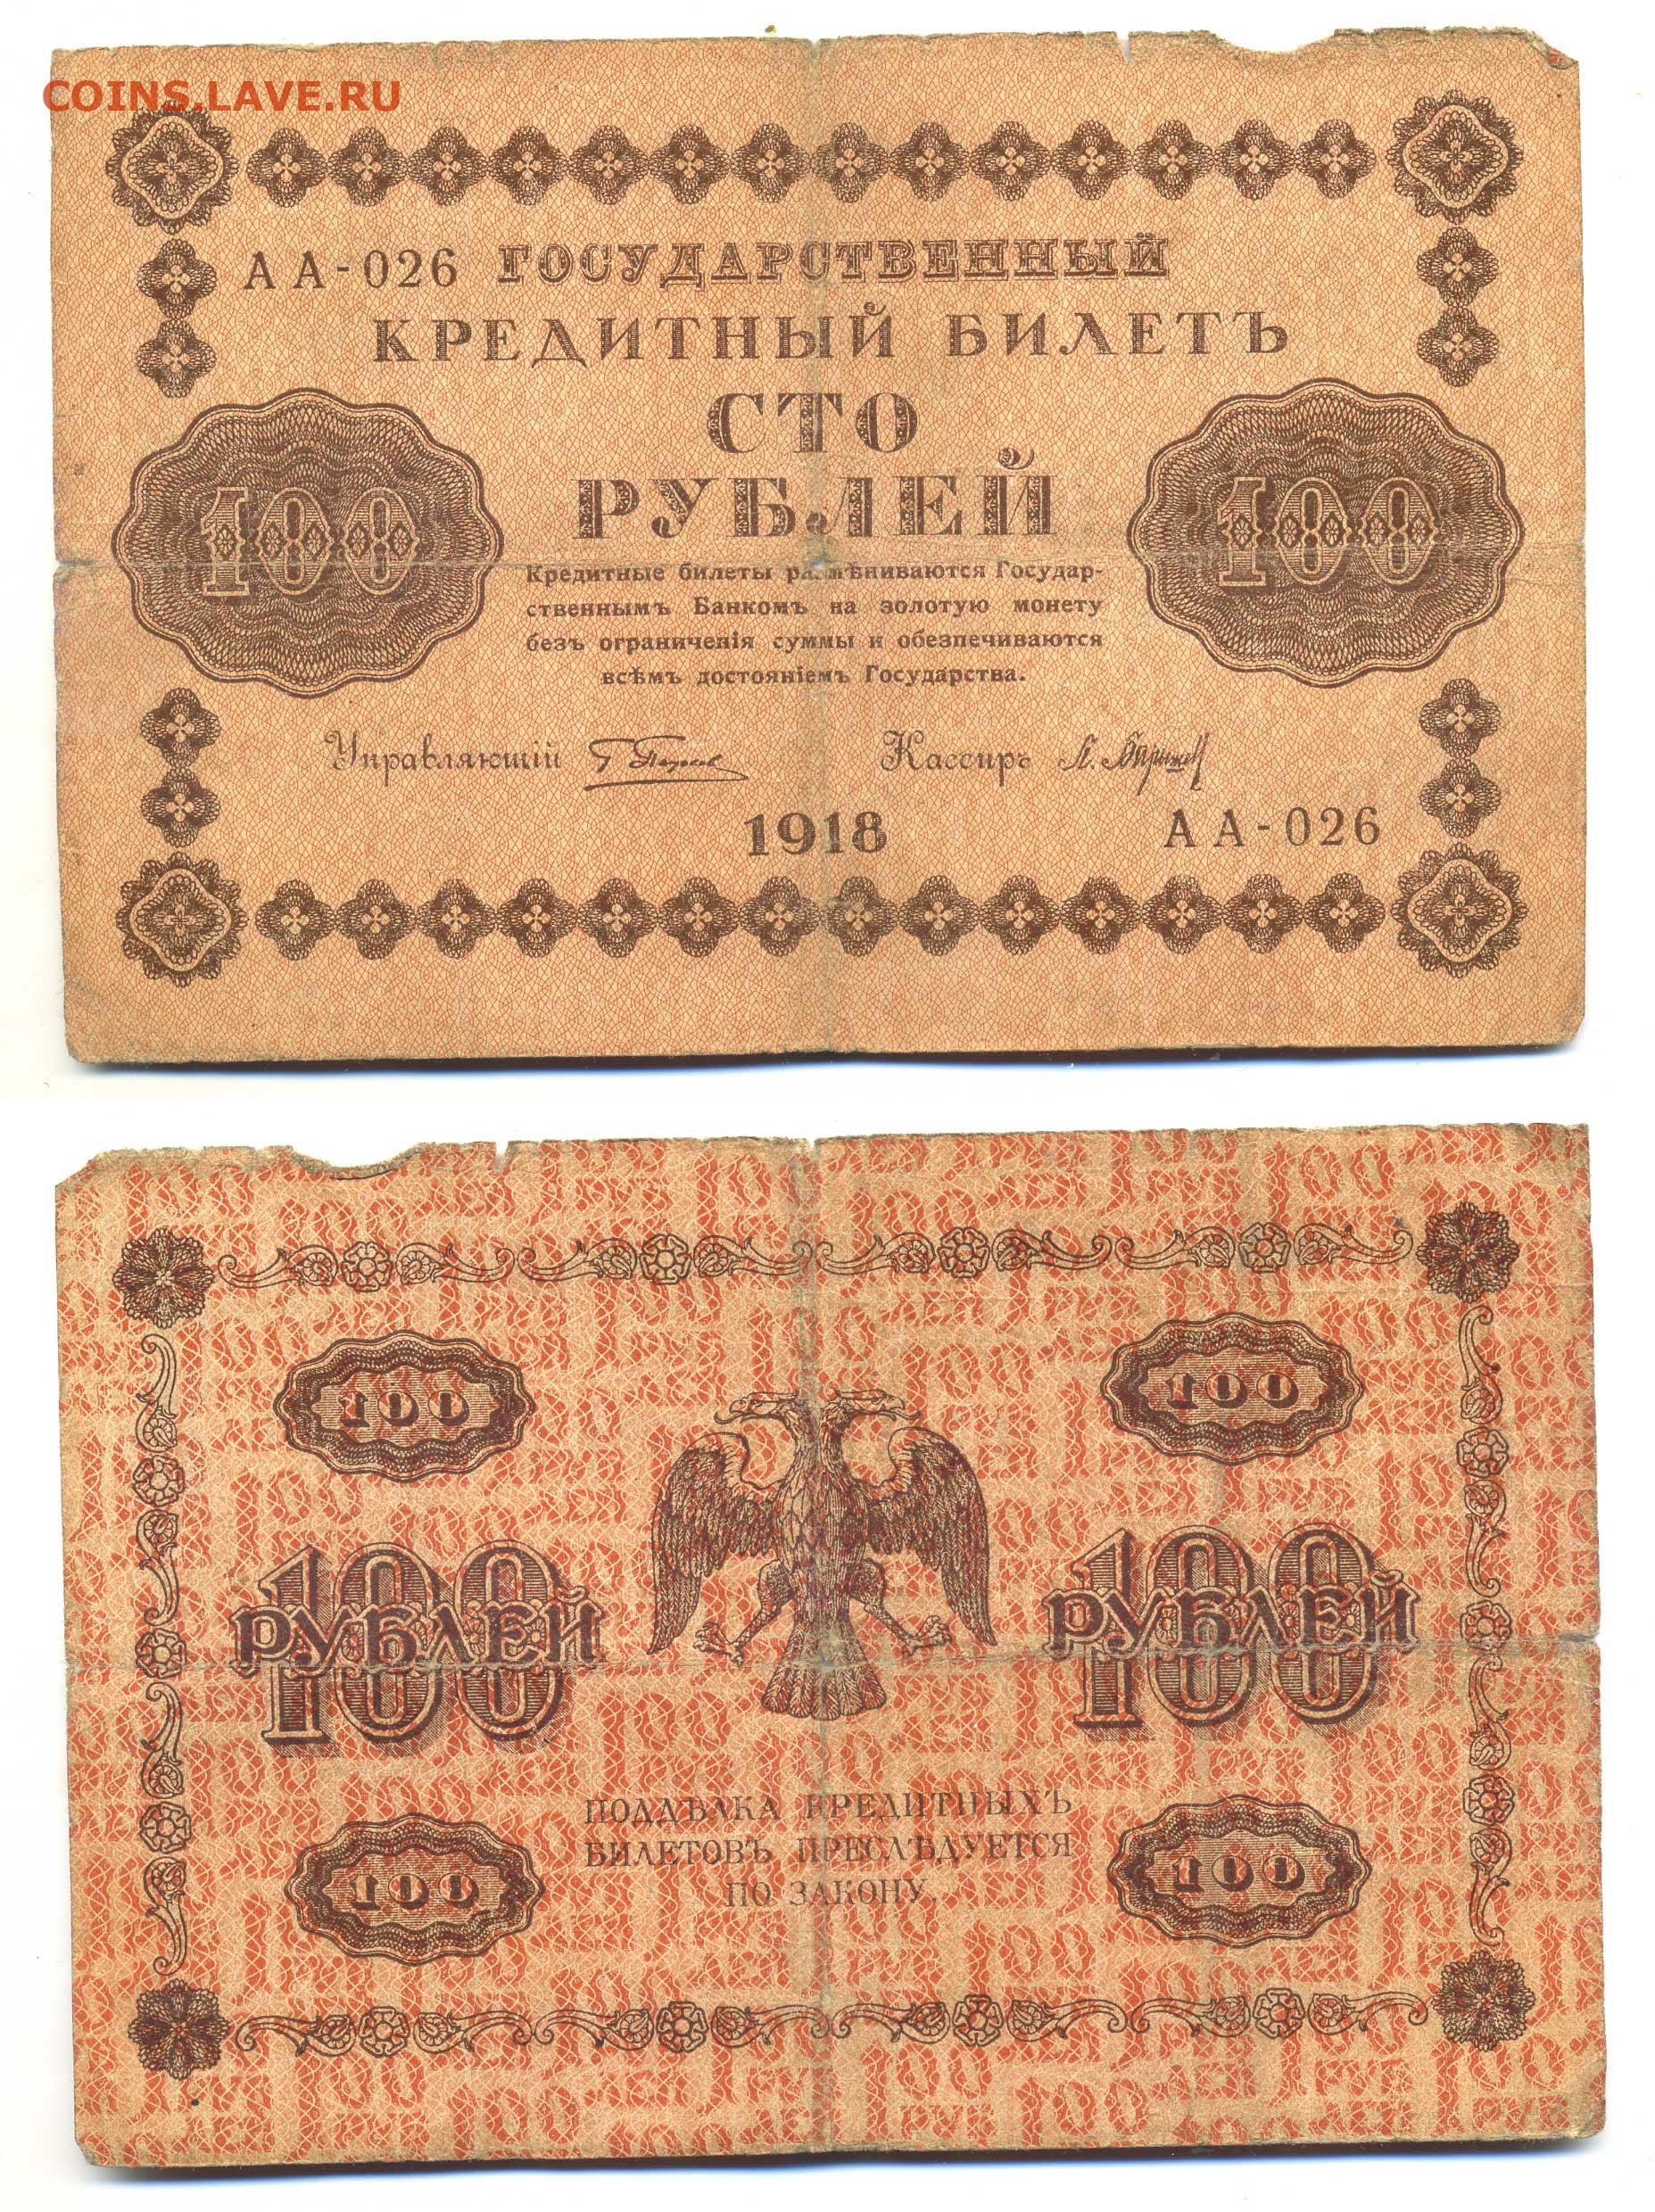 COINS.LAVE.RU
АА-026 ГОСУДАРСТВЕННЫЙ
КРЕДИТНЫЙ БИЛЕТЪ
СТО
РУБЛЕЙ
100
100
Кредитные билеты размѣниваются Государ-
ственнымъ Банкомъ на золотую монету
безъ ограниченія суммы и обезпечиваются
всѣмъ достояніемъ Государства.
Управляющій
Кассиръ
1918
АА-026
100
100
100
РУБЛЕЙ
100
100
РУБЛЕЙ
100
ПОДДѢЛКА КРЕДИТНЫХЪ
БИЛЕТОВЪ ПРЕСЛѢДУЕТСЯ
ПО ЗАКОНУ.
100
100